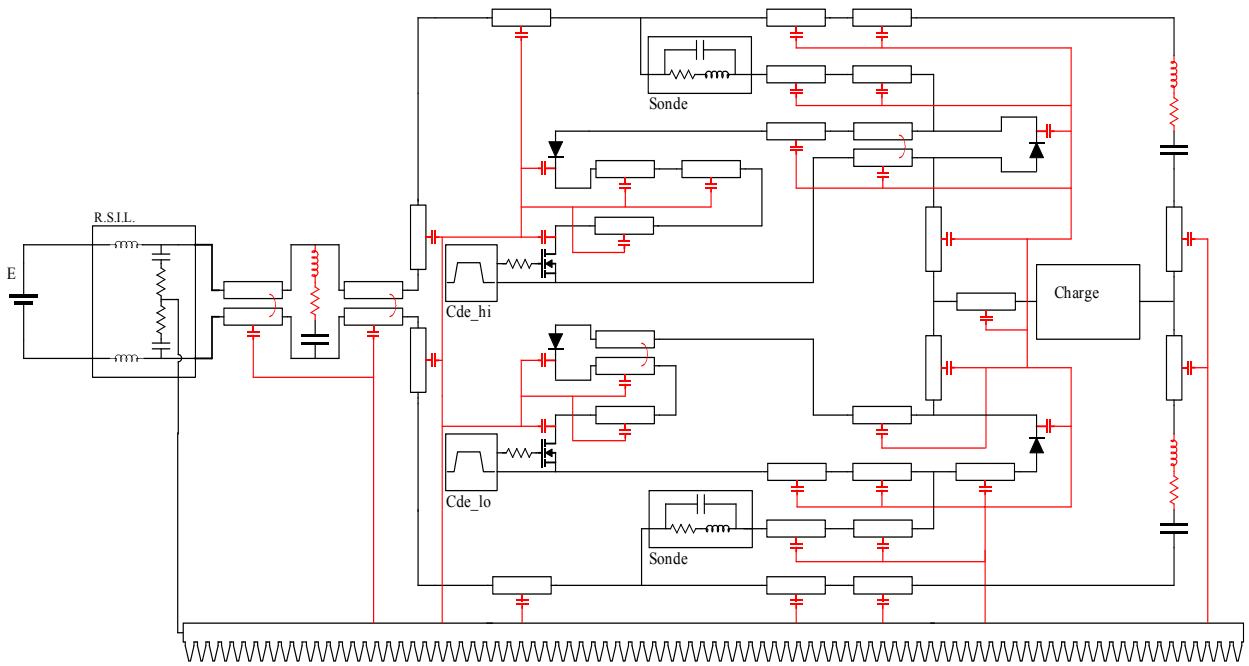 Sonde
R.S.I.L.
E
Cde_hi
Charge
Cde_lo
Sonde